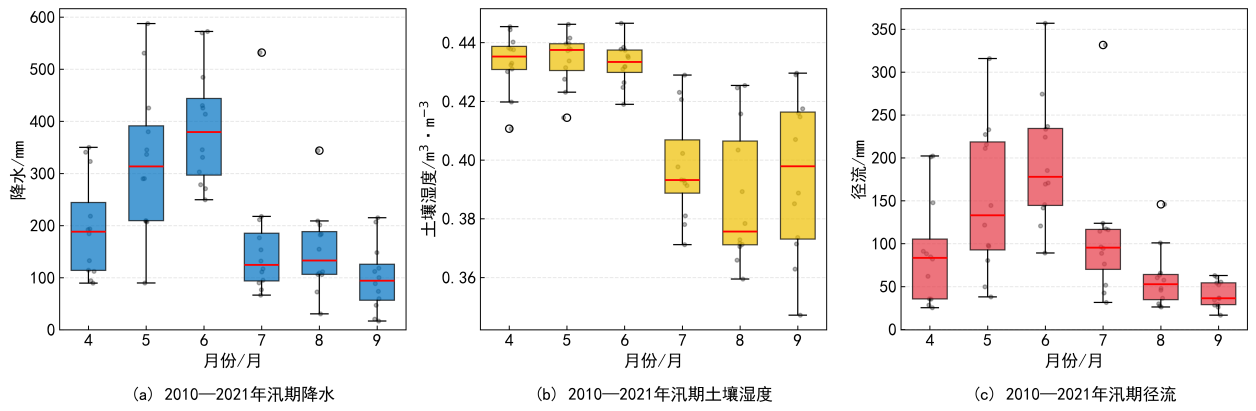 600
500
400
300
200
100
0
降水/mm
4 5 6 7 8 9
月份/月
(a) 2010—2021年汛期降水
0.44
0.42
0.40
0.38
0.36
土壤湿度/m³·m⁻³
4 5 6 7 8 9
月份/月
(b) 2010—2021年汛期土壤湿度
350
300
250
200
150
100
50
0
径流/mm
4 5 6 7 8 9
月份/月
(c) 2010—2021年汛期径流